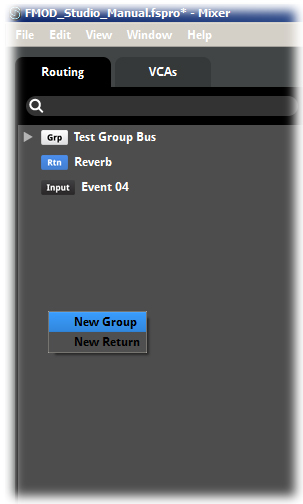 FMOD_Studio_Manual.fspro* - Mixer
File Edit View Window Help
Routing VCAs
Grp Test Group Bus
Rtn Reverb
Input Event 04
New Group
New Return